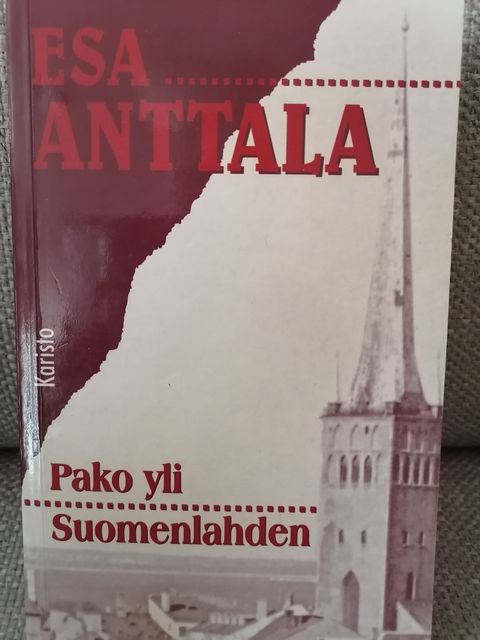 ESA
ANTTALA
Karisto
Pako yli
Suomenlahden